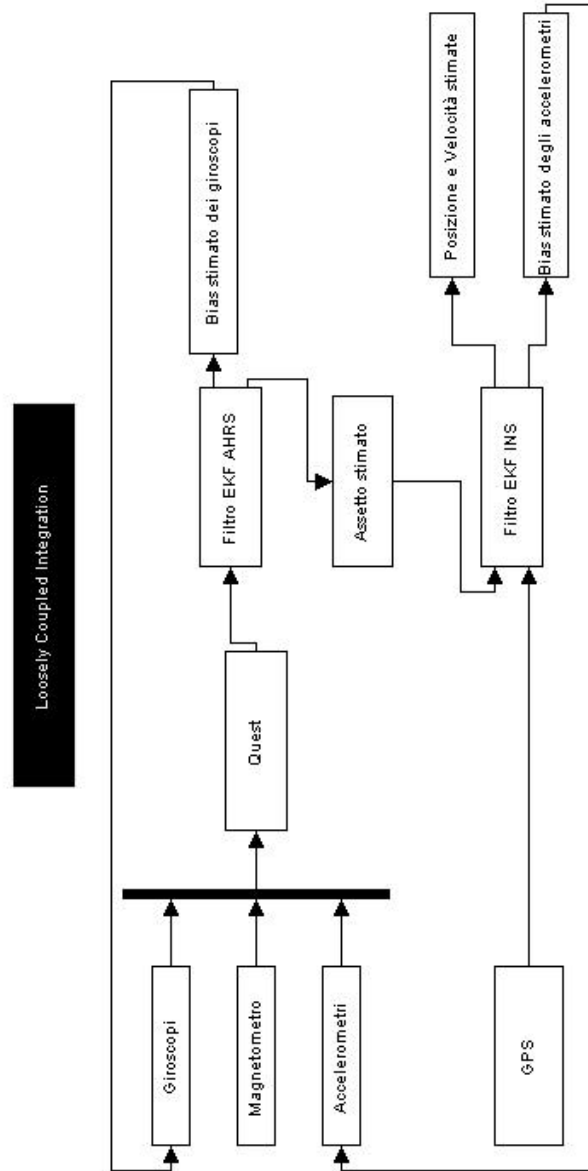 Loosely Coupled Integration
Giroscopi
Magnetometro
Accelerometri
GPS
Quest
Filtro EKF AHRS
Assetto stimato
Filtro EKF INS
Bias stimato dei giroscopi
Posizione e Velocità stimate
Bias stimato degli accelerometri